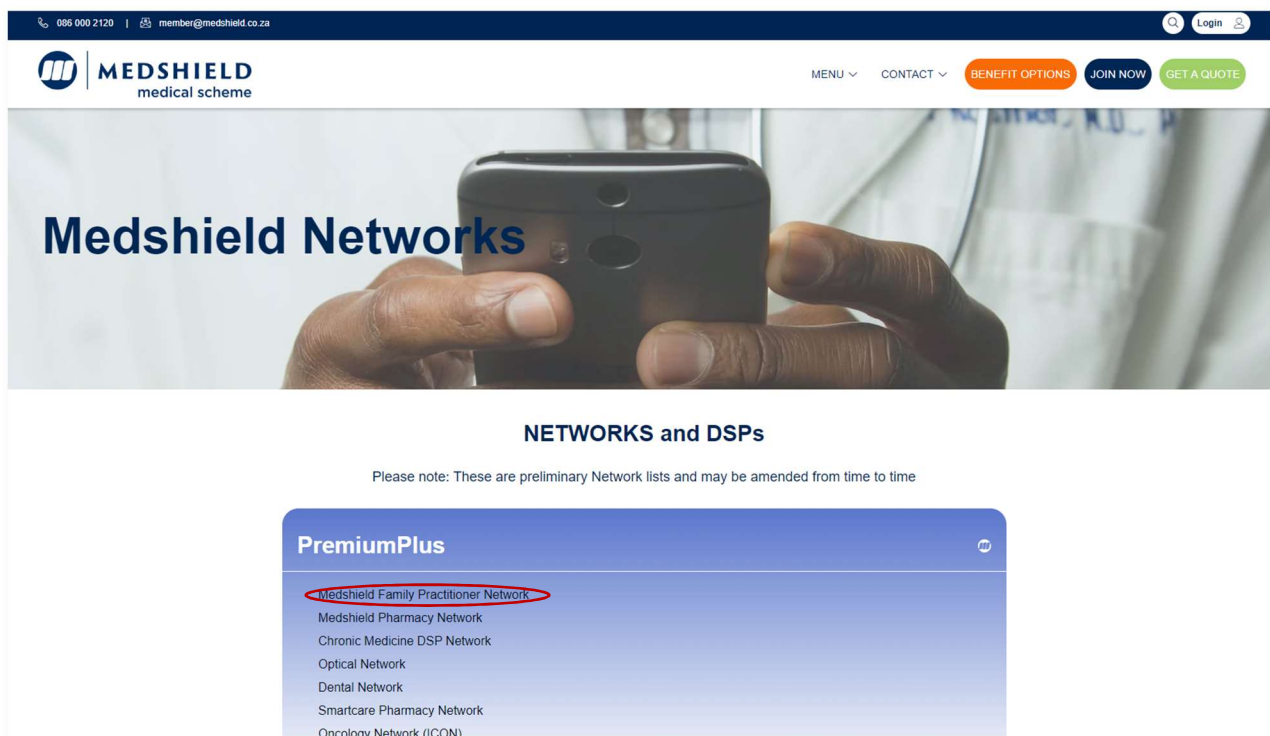 086 000 2120 | member@medshield.co.za
Login
MEDSHIELD
medical scheme
MENU CONTACT BENEFIT OPTIONS JOIN NOW GET A QUOTE
Medshield Networks
NETWORKS and DSPs
Please note: These are preliminary Network lists and may be amended from time to time
PremiumPlus
Medshield Family Practitioner Network
Medshield Pharmacy Network
Chronic Medicine DSP Network
Optical Network
Dental Network
Smartcare Pharmacy Network
Oncology Network (ICON)